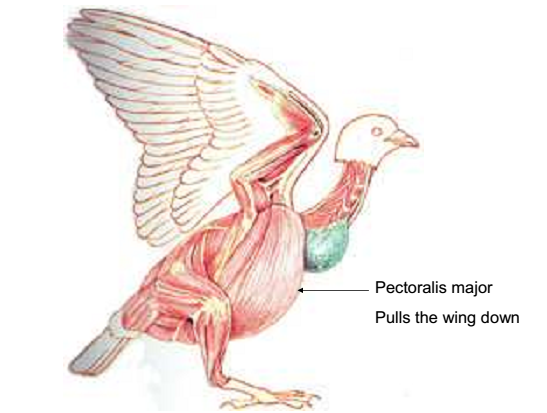 Pectoralis major
Pulls the wing down